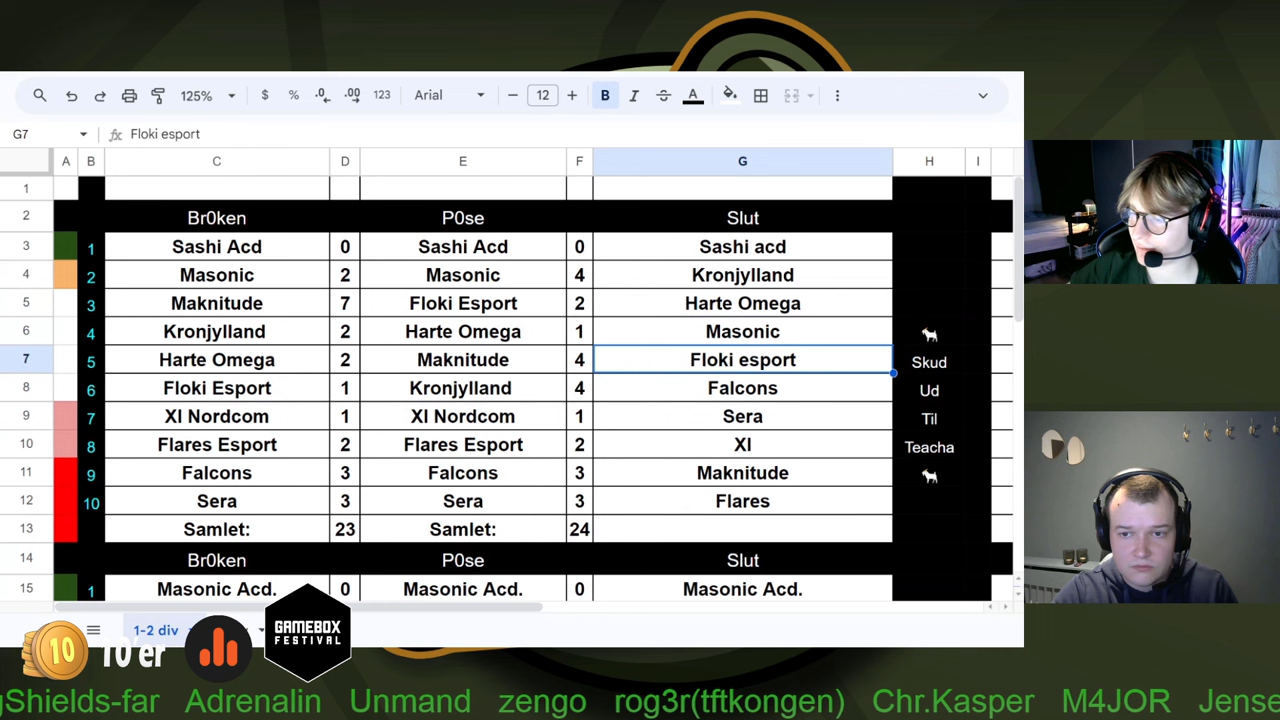 125% $ % .0 .00 123 Arial 12 B I S A
G7 fx Floki esport
A B C D E F G H I
1
2 Br0ken P0se Slut
3 1 Sashi Acd 0 Sashi Acd 0 Sashi acd
4 2 Masonic 2 Masonic 4 Kronjylland
5 3 Maknitude 7 Floki Esport 2 Harte Omega
6 4 Kronjylland 2 Harte Omega 1 Masonic
7 5 Harte Omega 2 Maknitude 4 Floki esport Skud
8 6 Floki Esport 1 Kronjylland 4 Falcons Ud
9 7 XI Nordcom 1 XI Nordcom 1 Sera Til
10 8 Flares Esport 2 Flares Esport 2 XI Teacha
11 9 Falcons 3 Falcons 3 Maknitude
12 10 Sera 3 Sera 3 Flares
13 Samlet: 23 Samlet: 24
14 Br0ken P0se Slut
15 1 Masonic Acd. 0 Masonic Acd. 0 Masonic Acd.
1-2 div
10 10'er
GAMEBOX
FESTIVAL
gShields-far Adrenalin Unmand zengo rog3r(tftkongen) Chr.Kasper M4JOR Jense